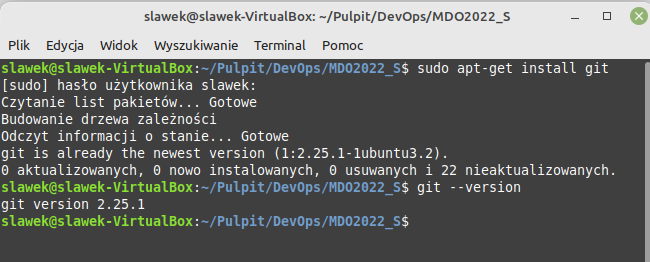 slawek@slawek-VirtualBox: ~/Pulpit/DevOps/MDO2022_S
Plik Edycja Widok Wyszukiwanie Terminal Pomoc
slawek@slawek-VirtualBox:~/Pulpit/DevOps/MDO2022_S$ sudo apt-get install git
[sudo] hasło użytkownika slawek:
Czytanie list pakietów... Gotowe
Budowanie drzewa zależności
Odczyt informacji o stanie... Gotowe
git is already the newest version (1:2.25.1-1ubuntu3.2).
0 aktualizowanych, 0 nowo instalowanych, 0 usuwanych i 22 nieaktualizowanych.
slawek@slawek-VirtualBox:~/Pulpit/DevOps/MDO2022_S$ git --version
git version 2.25.1
slawek@slawek-VirtualBox:~/Pulpit/DevOps/MDO2022_S$